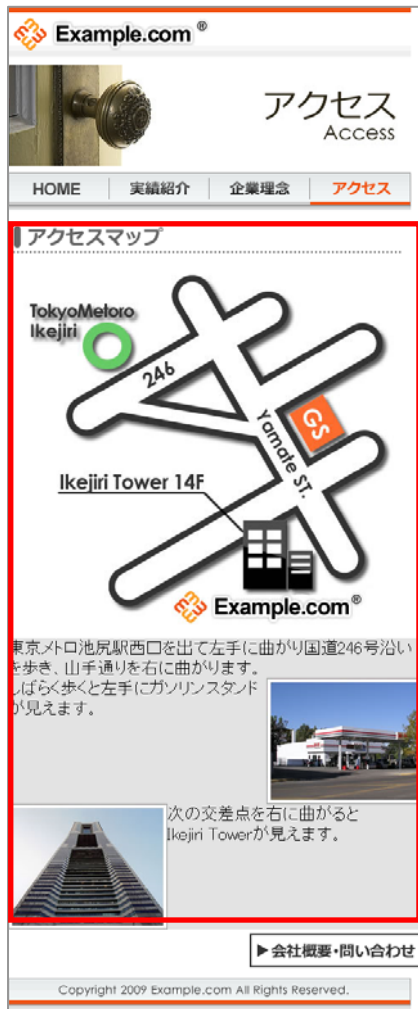 Example.com ®
アクセス
Access
HOME
実績紹介
企業理念
アクセス
アクセスマップ
TokyoMetoro
Ikejiri
246
GS
Yamate ST.
Ikejiri Tower 14F
Example.com®
東京メトロ池尻駅西口を出て左手に曲がり国道246号沿い
を歩き、山手通りを右に曲がります。
しばらく歩くと左手にガソリンスタンド
が見えます。
次の交差点を右に曲がると
Ikejiri Towerが見えます。
▶会社概要・問い合わせ
Copyright 2009 Example.com All Rights Reserved.